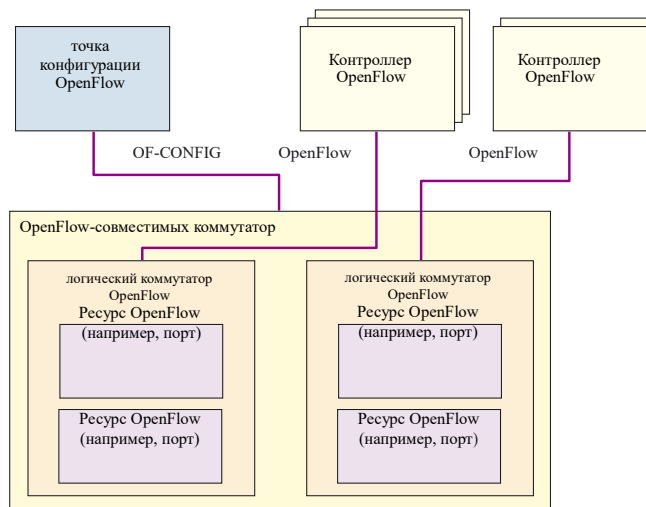 точка
конфигурации
OpenFlow
Контроллер
OpenFlow
Контроллер
OpenFlow
OF-CONFIG
OpenFlow
OpenFlow
OpenFlow-совместимых коммутатор
логический коммутатор
OpenFlow
Ресурс OpenFlow
(например, порт)
Ресурс OpenFlow
(например, порт)
логический коммутатор
OpenFlow
Ресурс OpenFlow
(например, порт)
Ресурс OpenFlow
(например, порт)